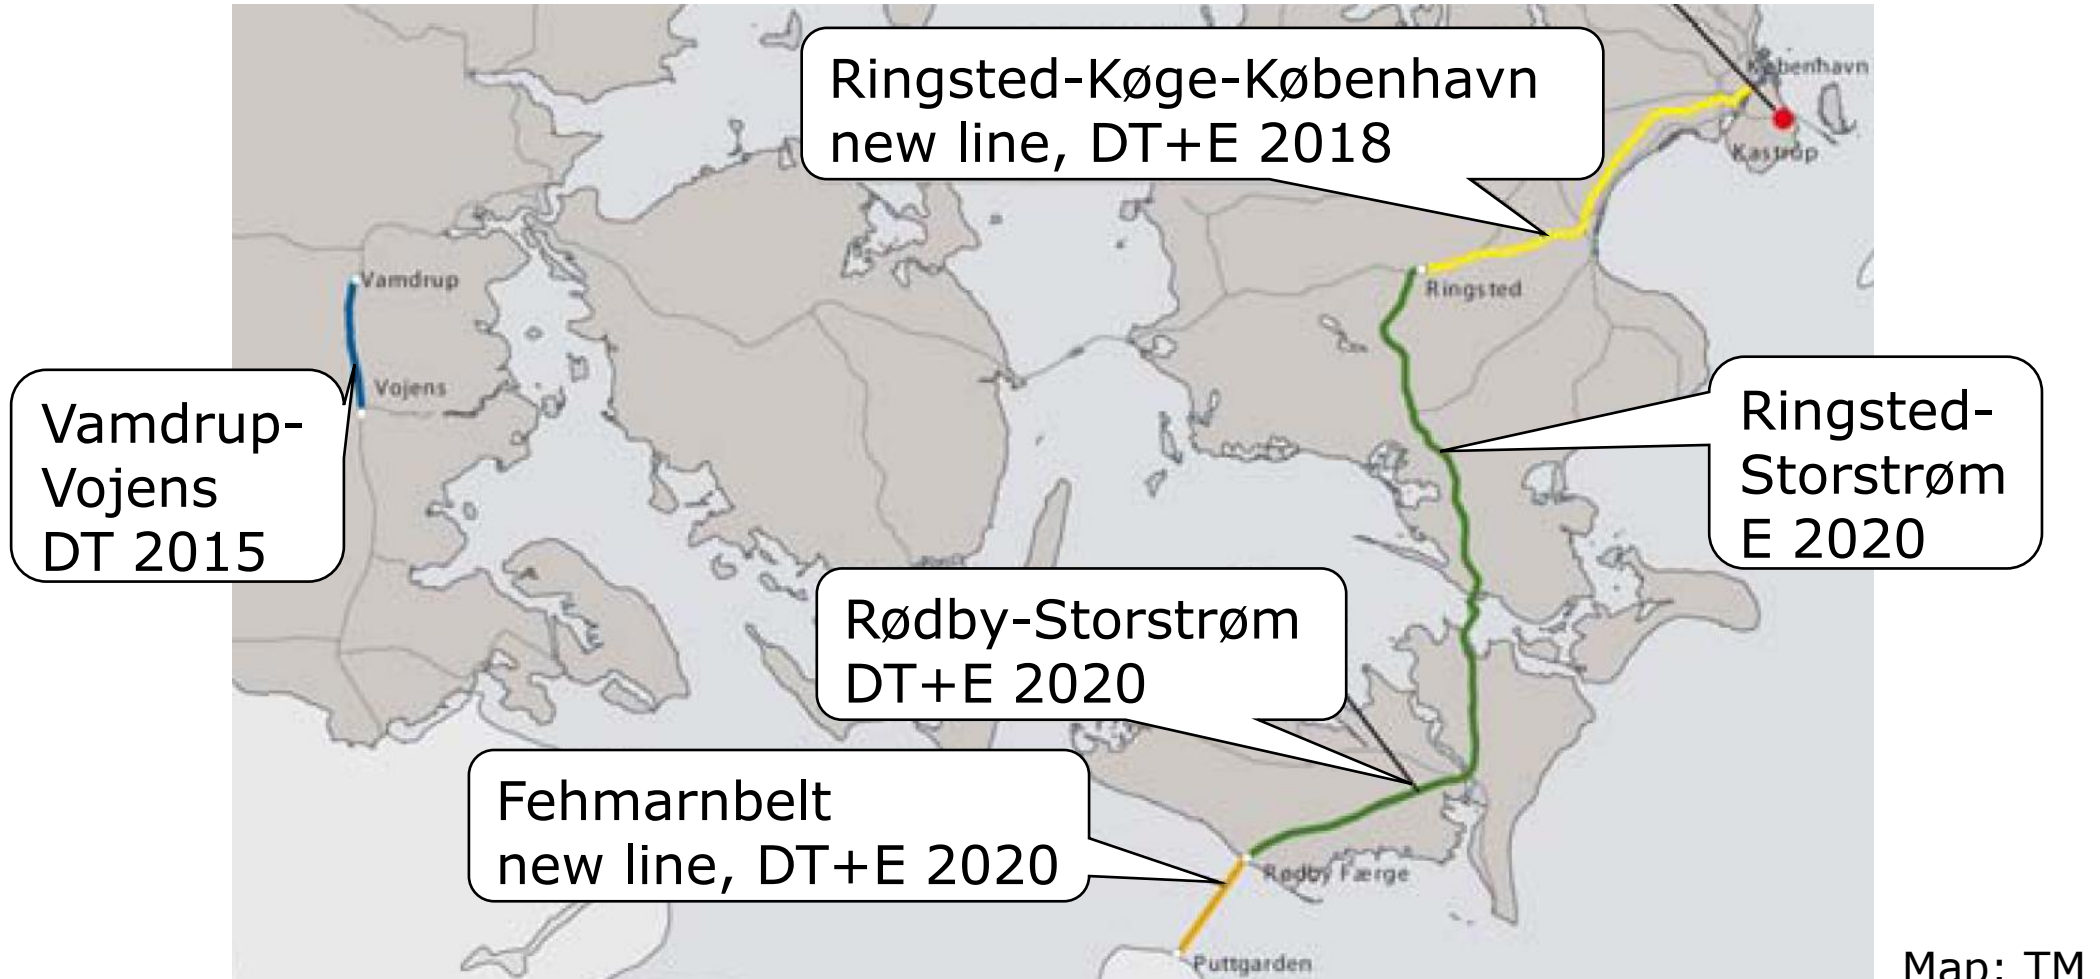 Ringsted-Køge-København
new line, DT+E 2018
København
Kastrup
Vamdrup
Ringsted
Vojens
Vamdrup-
Vojens
DT 2015
Ringsted-
Storstrøm
E 2020
Rødby-Storstrøm
DT+E 2020
Fehmarnbelt
new line, DT+E 2020
Rødby Færge
Puttgarden
Map: TM